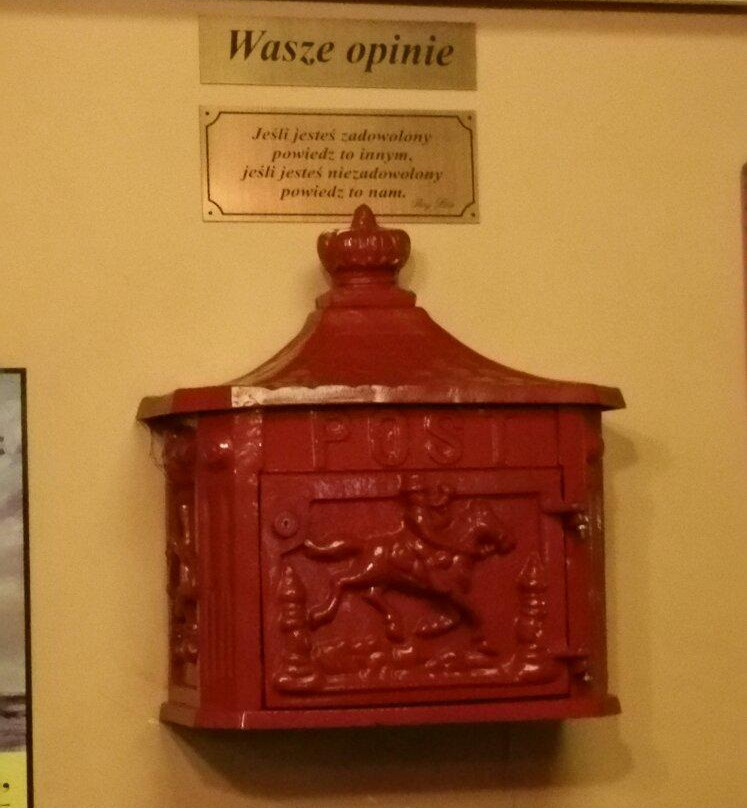 Wasze opinie
Jeśli jesteś zadowolony
powiedz to innym,
jeśli jesteś niezadowolony
powiedz to nam.
POST